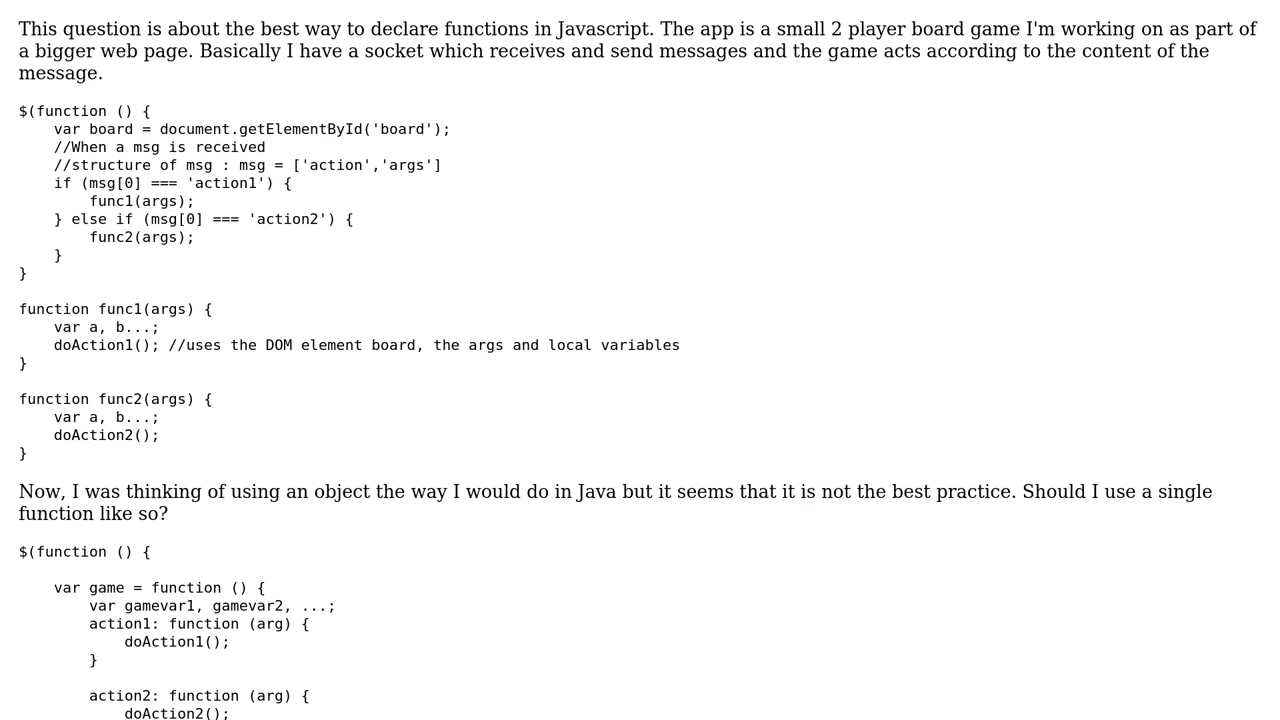 This question is about the best way to declare functions in Javascript. The app is a small 2 player board game I'm working on as part of
a bigger web page. Basically I have a socket which receives and send messages and the game acts according to the content of the
message.
$(function () {
    var board = document.getElementById('board');
    //When a msg is received
    //structure of msg : msg = ['action','args']
    if (msg[0] === 'action1') {
        func1(args);
    } else if (msg[0] === 'action2') {
        func2(args);
    }
}
function func1(args) {
    var a, b...;
    doAction1(); //uses the DOM element board, the args and local variables
}
function func2(args) {
    var a, b...;
    doAction2();
}
Now, I was thinking of using an object the way I would do in Java but it seems that it is not the best practice. Should I use a single
function like so?
$(function () {
    var game = function () {
        var gamevar1, gamevar2, ...;
        action1: function (arg) {
            doAction1();
        }
        action2: function (arg) {
            doAction2();